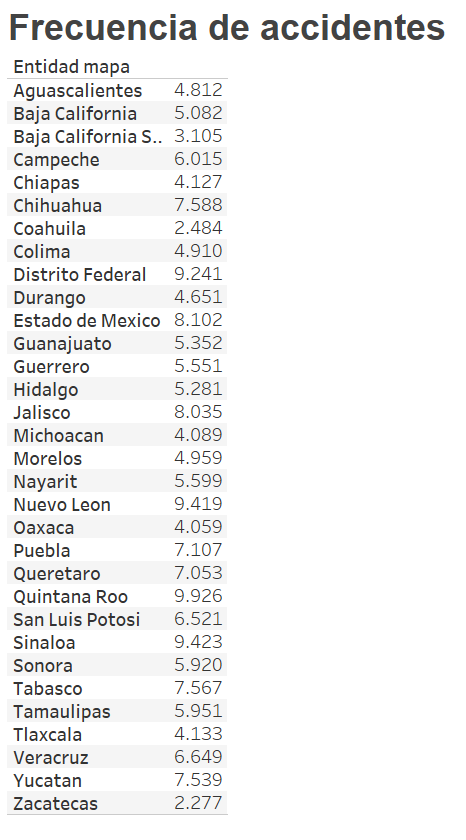 Frecuencia de accidentes
Entidad mapa
Aguascalientes 4.812
Baja California 5.082
Baja California S.. 3.105
Campeche 6.015
Chiapas 4.127
Chihuahua 7.588
Coahuila 2.484
Colima 4.910
Distrito Federal 9.241
Durango 4.651
Estado de Mexico 8.102
Guanajuato 5.352
Guerrero 5.551
Hidalgo 5.281
Jalisco 8.035
Michoacan 4.089
Morelos 4.959
Nayarit 5.599
Nuevo Leon 9.419
Oaxaca 4.059
Puebla 7.107
Queretaro 7.053
Quintana Roo 9.926
San Luis Potosi 6.521
Sinaloa 9.423
Sonora 5.920
Tabasco 7.567
Tamaulipas 5.951
Tlaxcala 4.133
Veracruz 6.649
Yucatan 7.539
Zacatecas 2.277